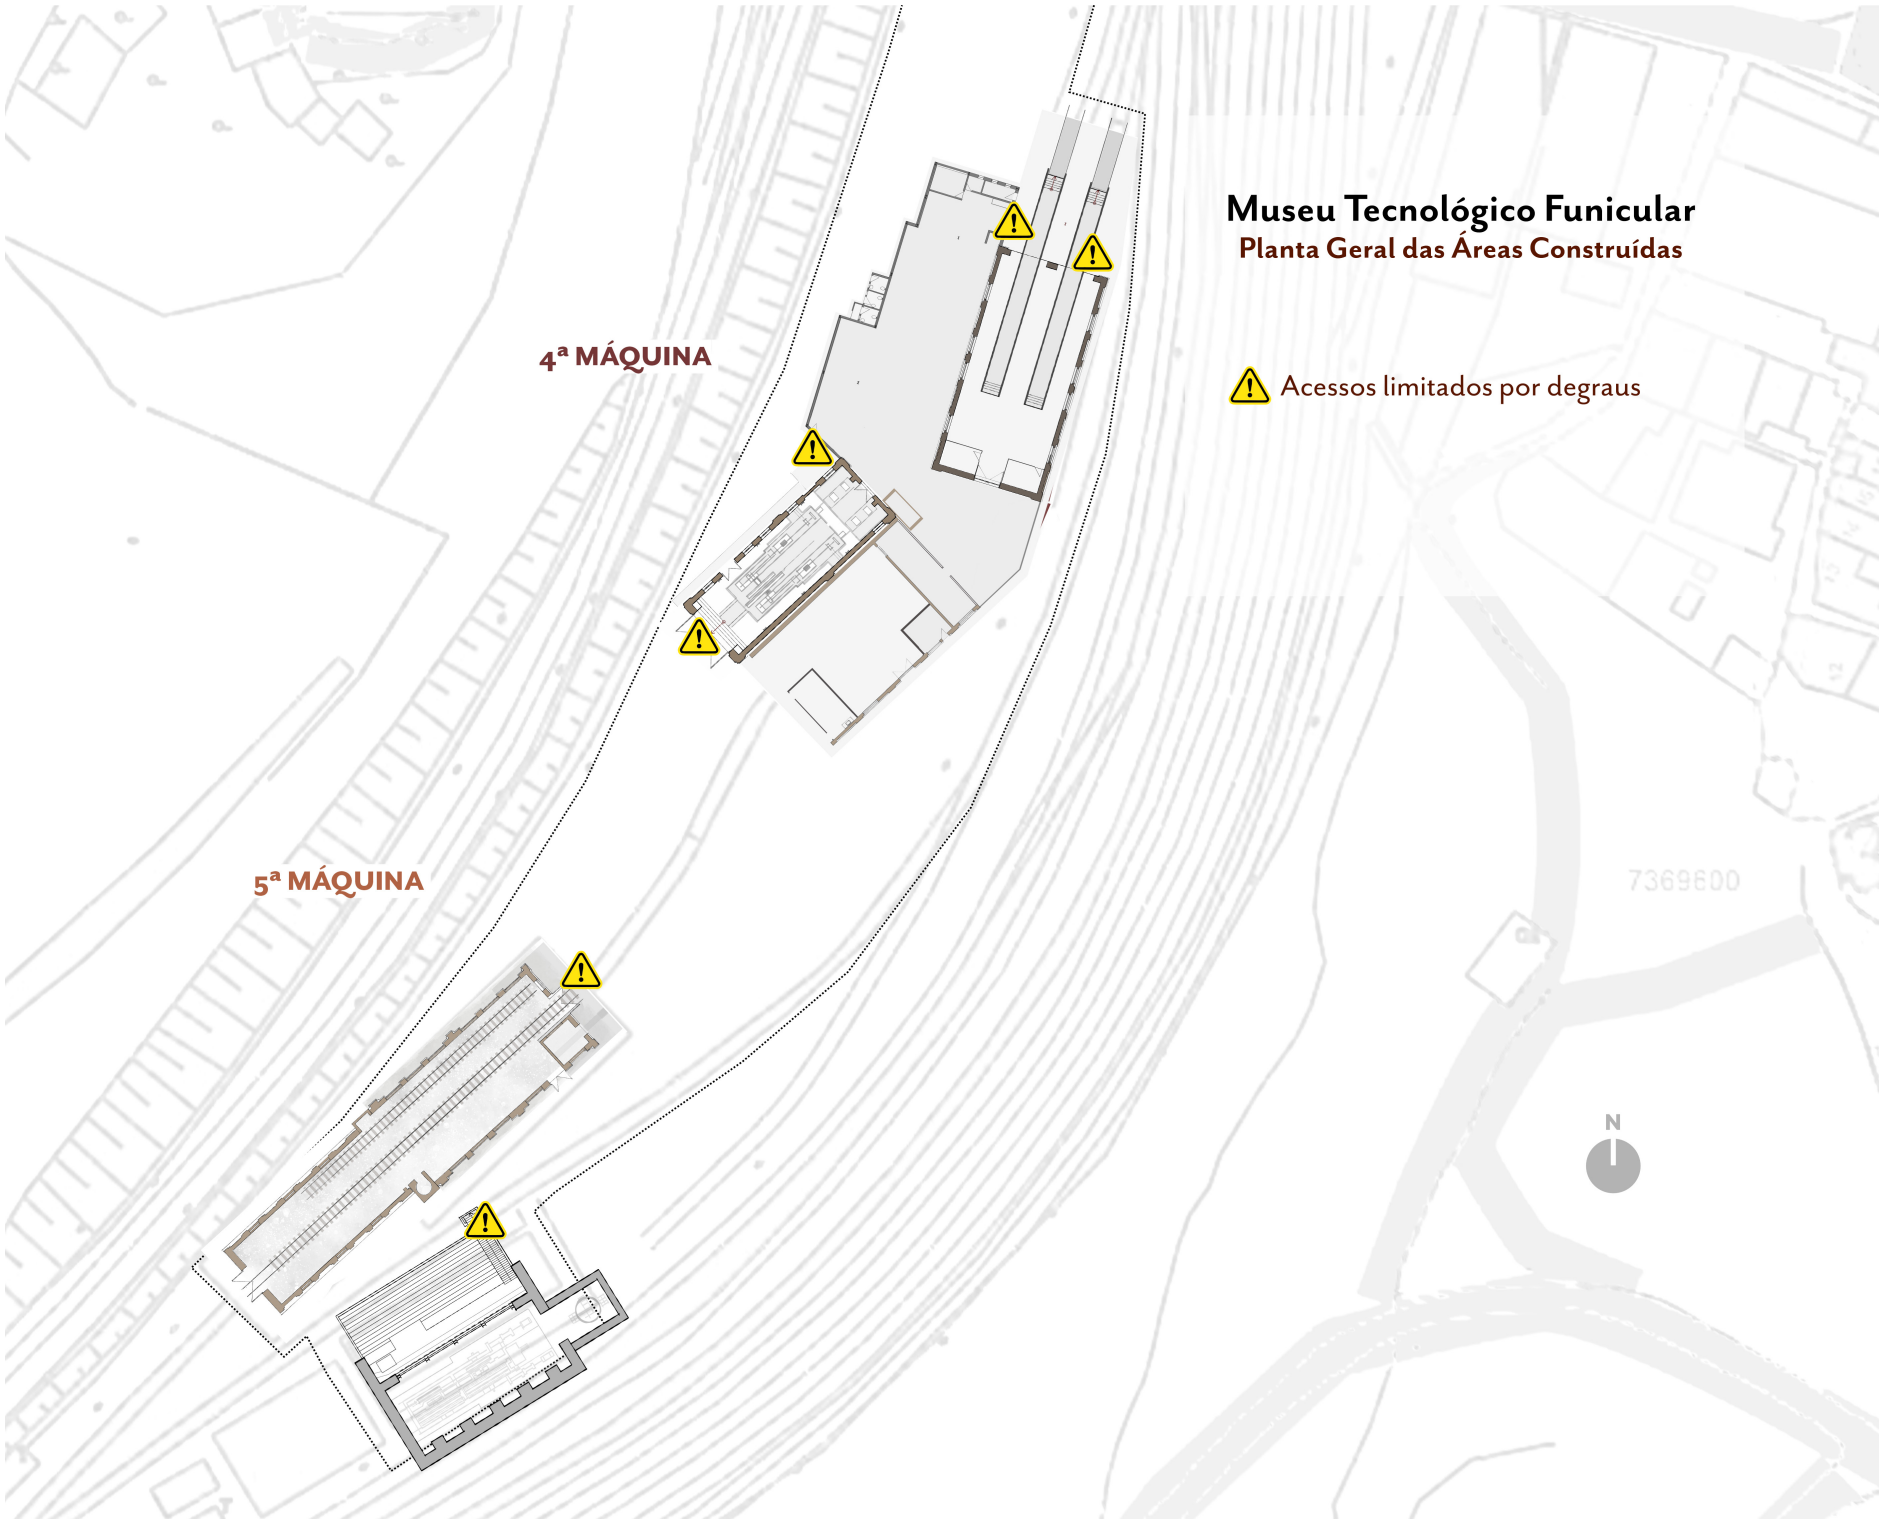 Museu Tecnológico Funicular
Planta Geral das Áreas Construídas
4ª MÁQUINA
Acessos limitados por degraus
5ª MÁQUINA
7369600
N